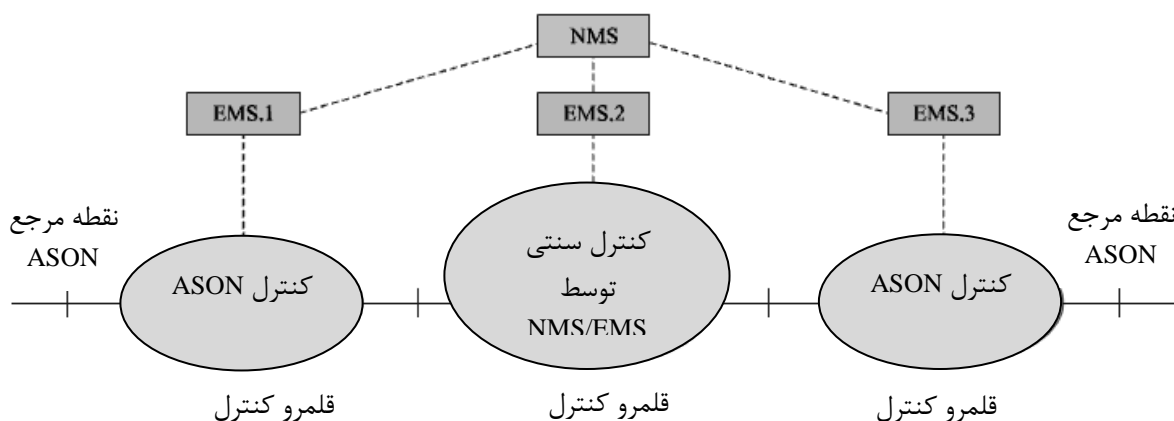 NMS
EMS.1
EMS.2
EMS.3
نقطه مرجع
ASON
کنترل ASON
کنترل سنتی
توسط
NMS/EMS
کنترل ASON
نقطه مرجع
ASON
قلمرو کنترل
قلمرو کنترل
قلمرو کنترل